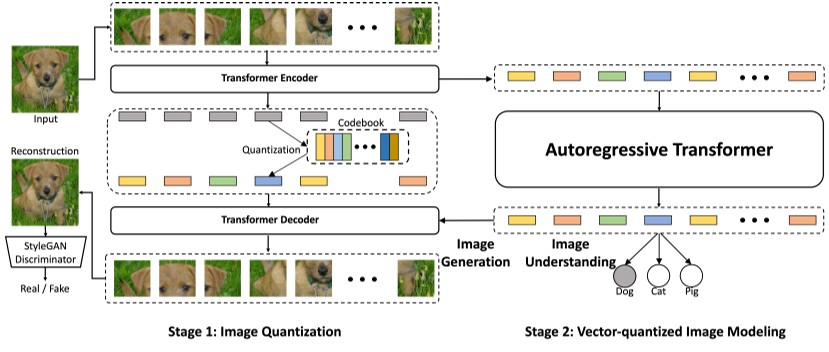 Input
Transformer Encoder
Codebook
Quantization
Reconstruction
Transformer Decoder
StyleGAN
Discriminator
Real / Fake
Stage 1: Image Quantization
Autoregressive Transformer
Image
Generation
Image
Understanding
Dog
Cat
Pig
Stage 2: Vector-quantized Image Modeling